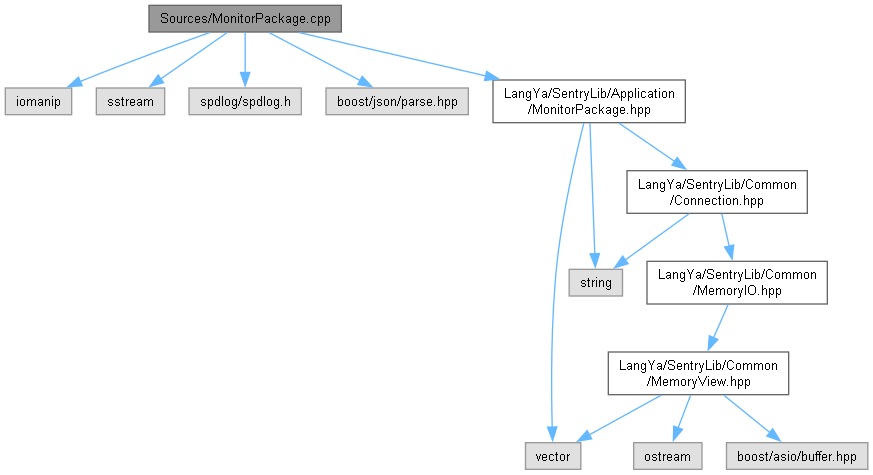 Sources/MonitorPackage.cpp
iomanip
sstream
spdlog/spdlog.h
boost/json/parse.hpp
LangYa/SentryLib/Application
/MonitorPackage.hpp
LangYa/SentryLib/Common
/Connection.hpp
string
LangYa/SentryLib/Common
/MemoryIO.hpp
LangYa/SentryLib/Common
/MemoryView.hpp
vector
ostream
boost/asio/buffer.hpp